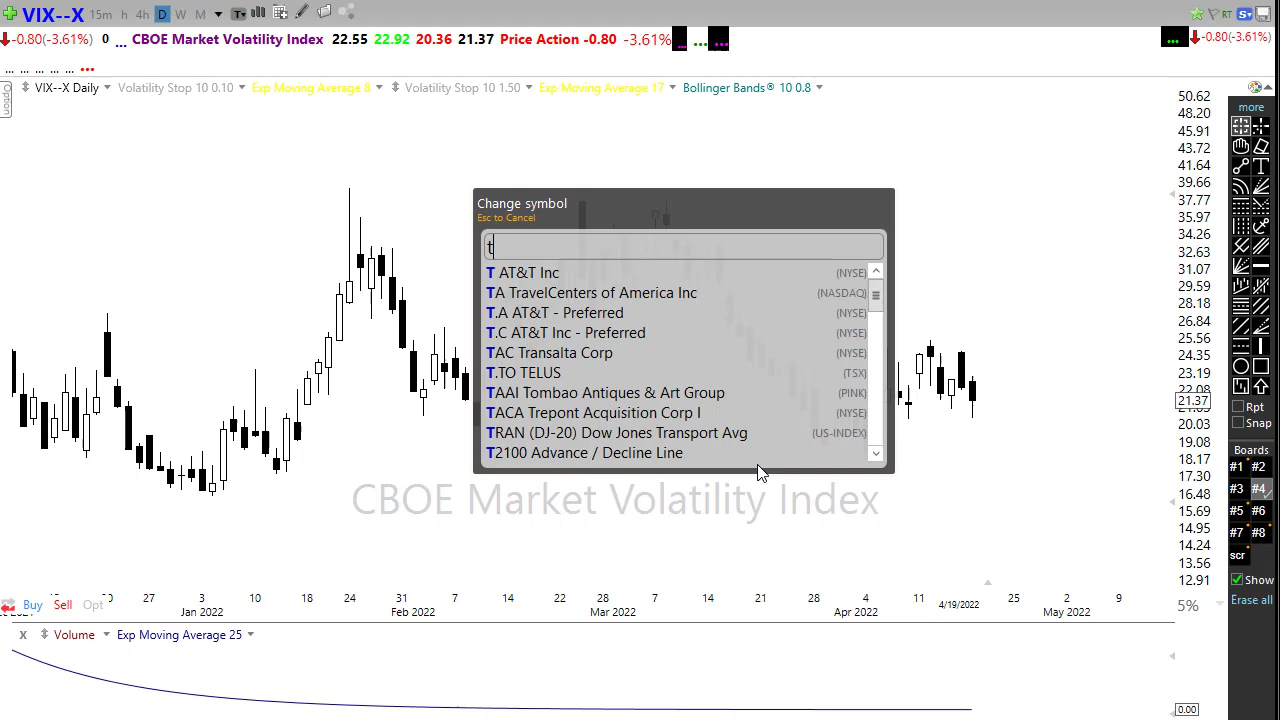 VIX--X 15m h 4h D W M T RT S
-0.80(-3.61%) 0 ... CBOE Market Volatility Index 22.55 22.92 20.36 21.37 Price Action -0.80 -3.61% ... ... ... ... -0.80(-3.61%)
... ... ... ... ... ...
Option
VIX--X Daily Volatility Stop 10 0.10 Exp Moving Average 8 Volatility Stop 10 1.50 Exp Moving Average 17 Bollinger Bands® 10 0.8
50.62
48.20
45.91
43.72
41.64
39.66
37.77
35.97
34.26
32.63
31.07
29.59
28.18
26.84
25.56
24.35
23.19
22.08
21.37
20.03
19.08
18.17
17.30
16.48
15.69
14.95
14.24
13.56
12.91
5%
Change symbol
Esc to Cancel
t
T AT&T Inc (NYSE)
TA TravelCenters of America Inc (NASDAQ)
T.A AT&T - Preferred (NYSE)
T.C AT&T Inc - Preferred (NYSE)
TAC Transalta Corp (NYSE)
T.TO TELUS (TSX)
TAAI Tombao Antiques & Art Group (PINK)
TACA Trepont Acquisition Corp I (NYSE)
TRAN (DJ-20) Dow Jones Transport Avg (US-INDEX)
T2100 Advance / Decline Line
CBOE Market Volatility Index
27 3 10 18 24 31 7 14 22 28 7 14 21 28 4 11 4/19/2022 25 2 9
Jan 2022 Feb 2022 Mar 2022 Apr 2022 May 2022
Buy Sell Opt
X Volume Exp Moving Average 25
0.00
more
T
Rpt
Snap
Boards
#1 #2
#3 #4
#5 #6
#7 #8
scr
Show
Erase all